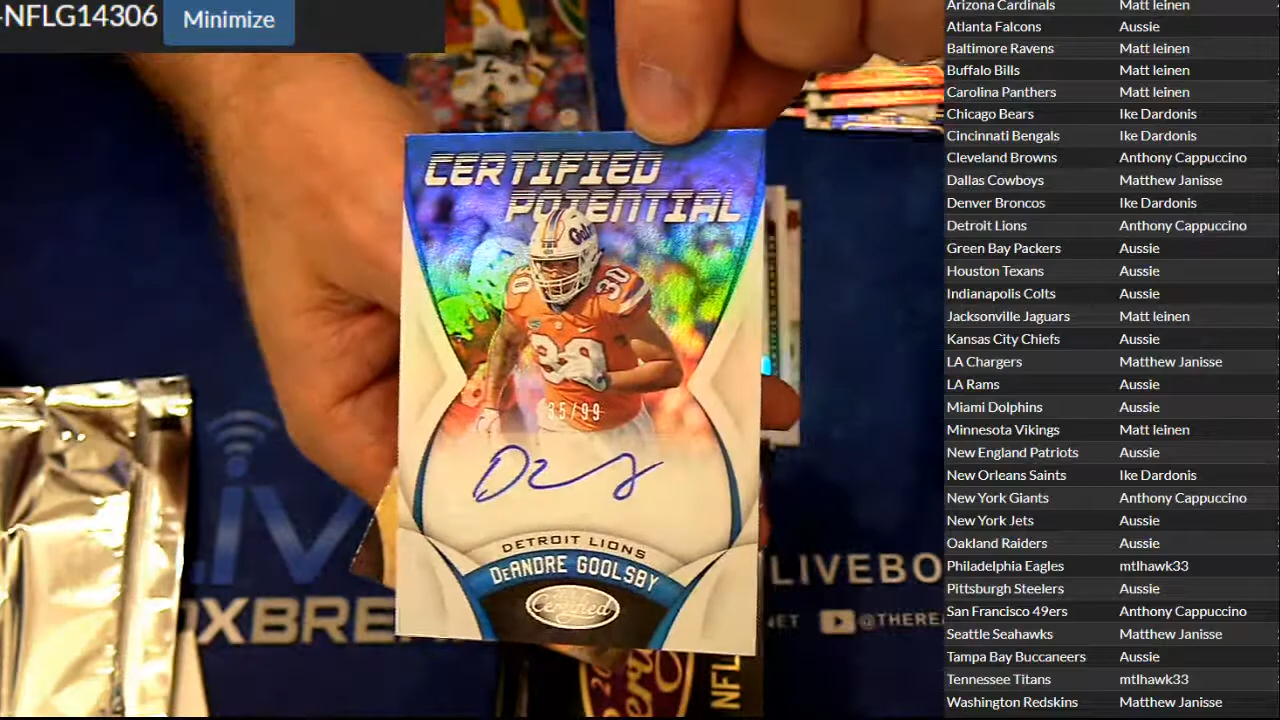 -NFLG14306 Minimize
CERTIFIED
POTENTIAL
30
35/99
DETROIT LIONS
DeANDRE GOOLSBY
Certified
LIV
OXBRE
LIVEBO
@THEREA
NFL
Arizona Cardinals Matt leinen
Atlanta Falcons Aussie
Baltimore Ravens Matt leinen
Buffalo Bills Matt leinen
Carolina Panthers Matt leinen
Chicago Bears Ike Dardonis
Cincinnati Bengals Ike Dardonis
Cleveland Browns Anthony Cappuccino
Dallas Cowboys Matthew Janisse
Denver Broncos Ike Dardonis
Detroit Lions Anthony Cappuccino
Green Bay Packers Aussie
Houston Texans Aussie
Indianapolis Colts Aussie
Jacksonville Jaguars Matt leinen
Kansas City Chiefs Aussie
LA Chargers Matthew Janisse
LA Rams Aussie
Miami Dolphins Aussie
Minnesota Vikings Matt leinen
New England Patriots Aussie
New Orleans Saints Ike Dardonis
New York Giants Anthony Cappuccino
New York Jets Aussie
Oakland Raiders Aussie
Philadelphia Eagles mtlhawk33
Pittsburgh Steelers Aussie
San Francisco 49ers Anthony Cappuccino
Seattle Seahawks Matthew Janisse
Tampa Bay Buccaneers Aussie
Tennessee Titans mtlhawk33
Washington Redskins Matthew Janisse